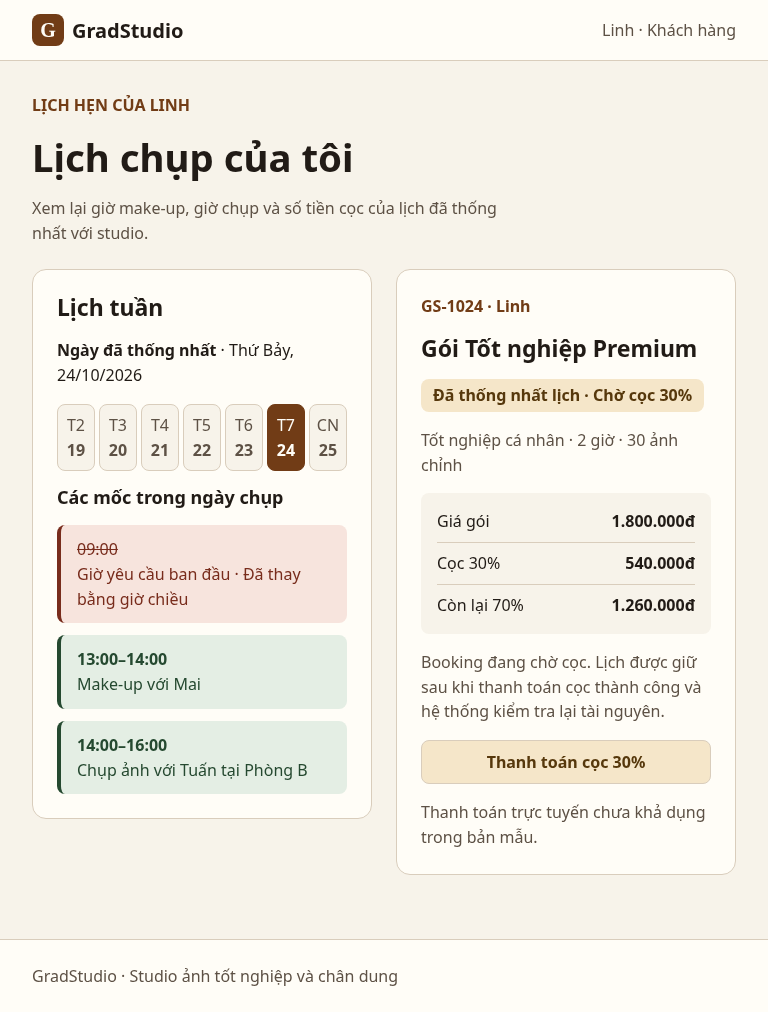 G GradStudio
Linh · Khách hàng
LỊCH HẸN CỦA LINH
Lịch chụp của tôi
Xem lại giờ make-up, giờ chụp và số tiền cọc của lịch đã thống
nhất với studio.
Lịch tuần
Ngày đã thống nhất · Thứ Bảy,
24/10/2026
T2 T3 T4 T5 T6 T7 CN
19 20 21 22 23 24 25
Các mốc trong ngày chụp
09:00
Giờ yêu cầu ban đầu · Đã thay
bằng giờ chiều
13:00–14:00
Make-up với Mai
14:00–16:00
Chụp ảnh với Tuấn tại Phòng B
GS-1024 · Linh
Gói Tốt nghiệp Premium
Đã thống nhất lịch · Chờ cọc 30%
Tốt nghiệp cá nhân · 2 giờ · 30 ảnh
chỉnh
Giá gói 1.800.000đ
Cọc 30% 540.000đ
Còn lại 70% 1.260.000đ
Booking đang chờ cọc. Lịch được giữ
sau khi thanh toán cọc thành công và
hệ thống kiểm tra lại tài nguyên.
Thanh toán cọc 30%
Thanh toán trực tuyến chưa khả dụng
trong bản mẫu.
GradStudio · Studio ảnh tốt nghiệp và chân dung